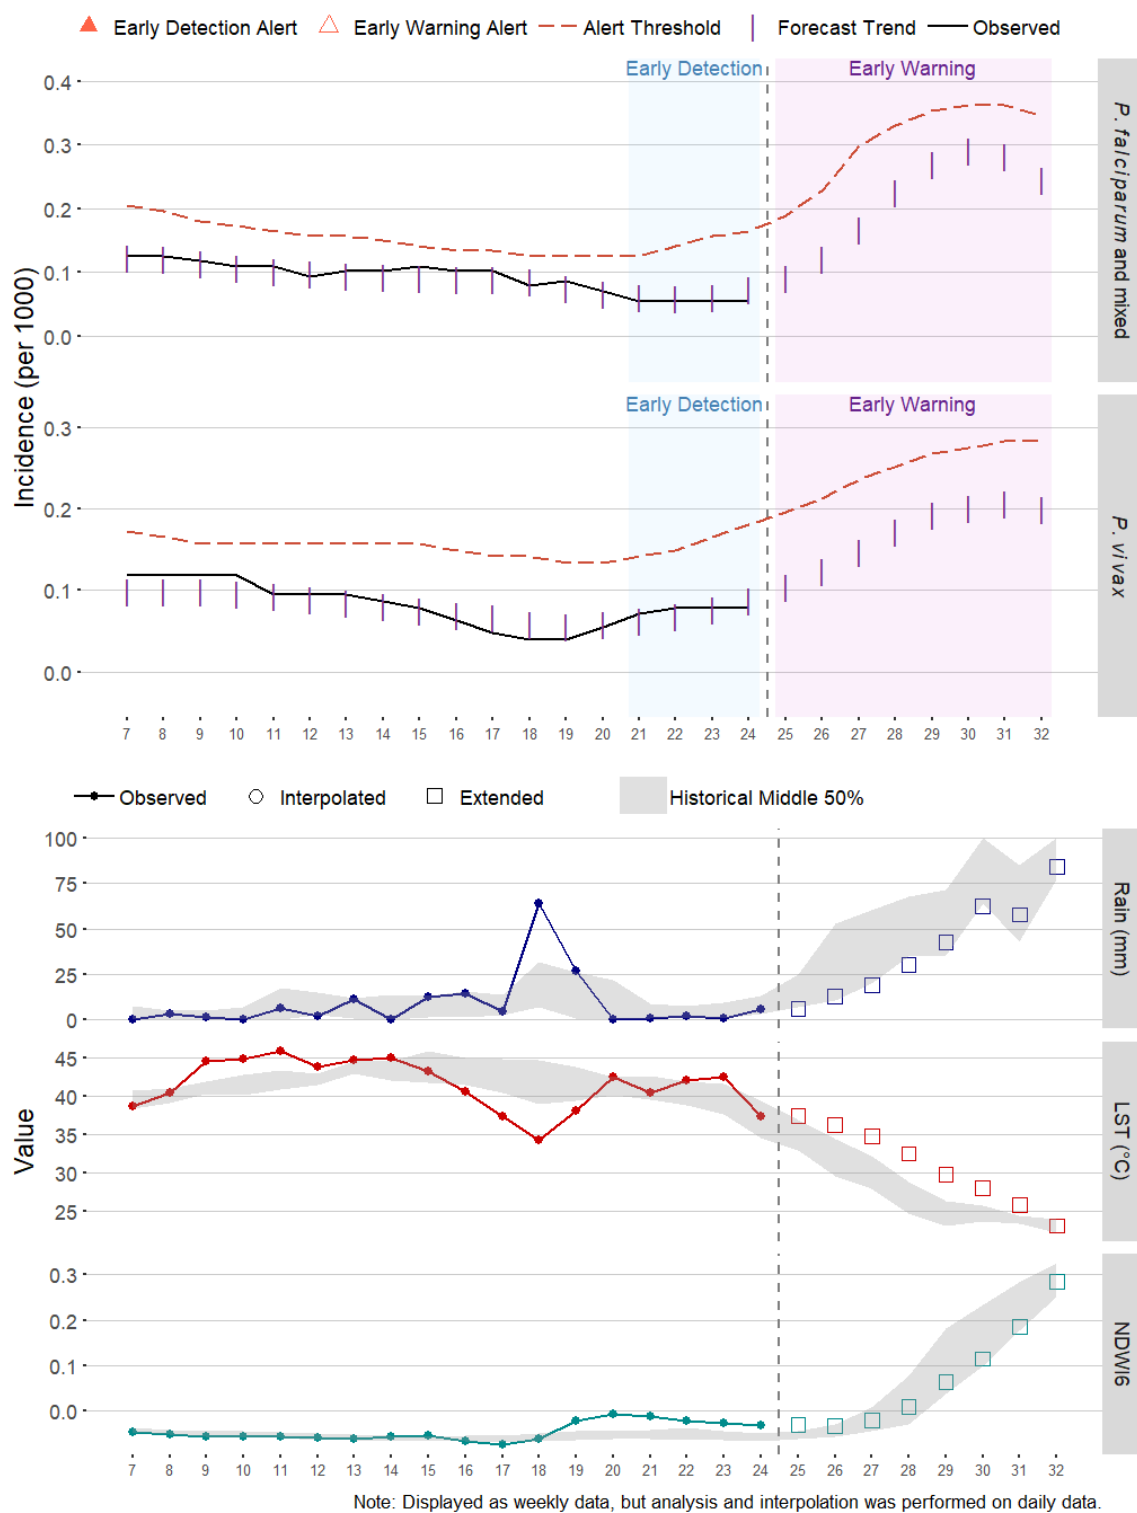 Early Detection Alert Early Warning Alert Alert Threshold Forecast Trend Observed
Early Detection Early Warning
0.4
0.3
0.2
0.1
0.0
P. falciparum and mixed
Incidence (per 1000)
Early Detection Early Warning
0.3
0.2
0.1
0.0
P. vivax
7 8 9 10 11 12 13 14 15 16 17 18 19 20 21 22 23 24 25 26 27 28 29 30 31 32
Observed Interpolated Extended Historical Middle 50%
100
75
50
25
0
Rain (mm)
45
40
35
30
25
LST (°C)
Value
0.3
0.2
0.1
0.0
NDWI6
7 8 9 10 11 12 13 14 15 16 17 18 19 20 21 22 23 24 25 26 27 28 29 30 31 32
Note: Displayed as weekly data, but analysis and interpolation was performed on daily data.